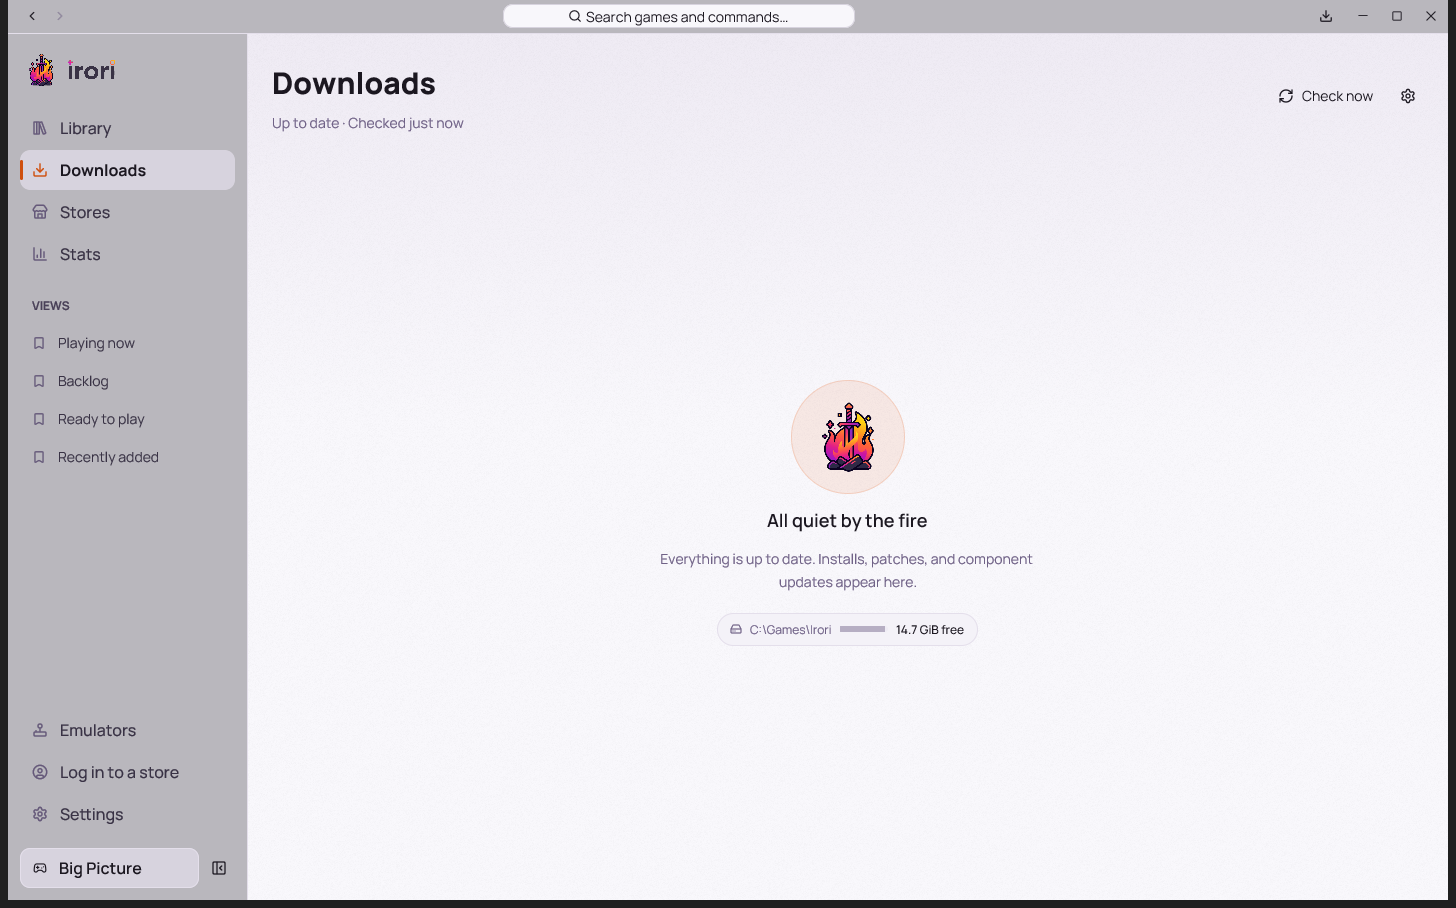 Search games and commands...
irori
Library
Downloads
Stores
Stats
VIEWS
Playing now
Backlog
Ready to play
Recently added
Emulators
Log in to a store
Settings
Big Picture
Downloads
Up to date · Checked just now
Check now
All quiet by the fire
Everything is up to date. Installs, patches, and component
updates appear here.
C:\Games\Irori 14.7 GiB free